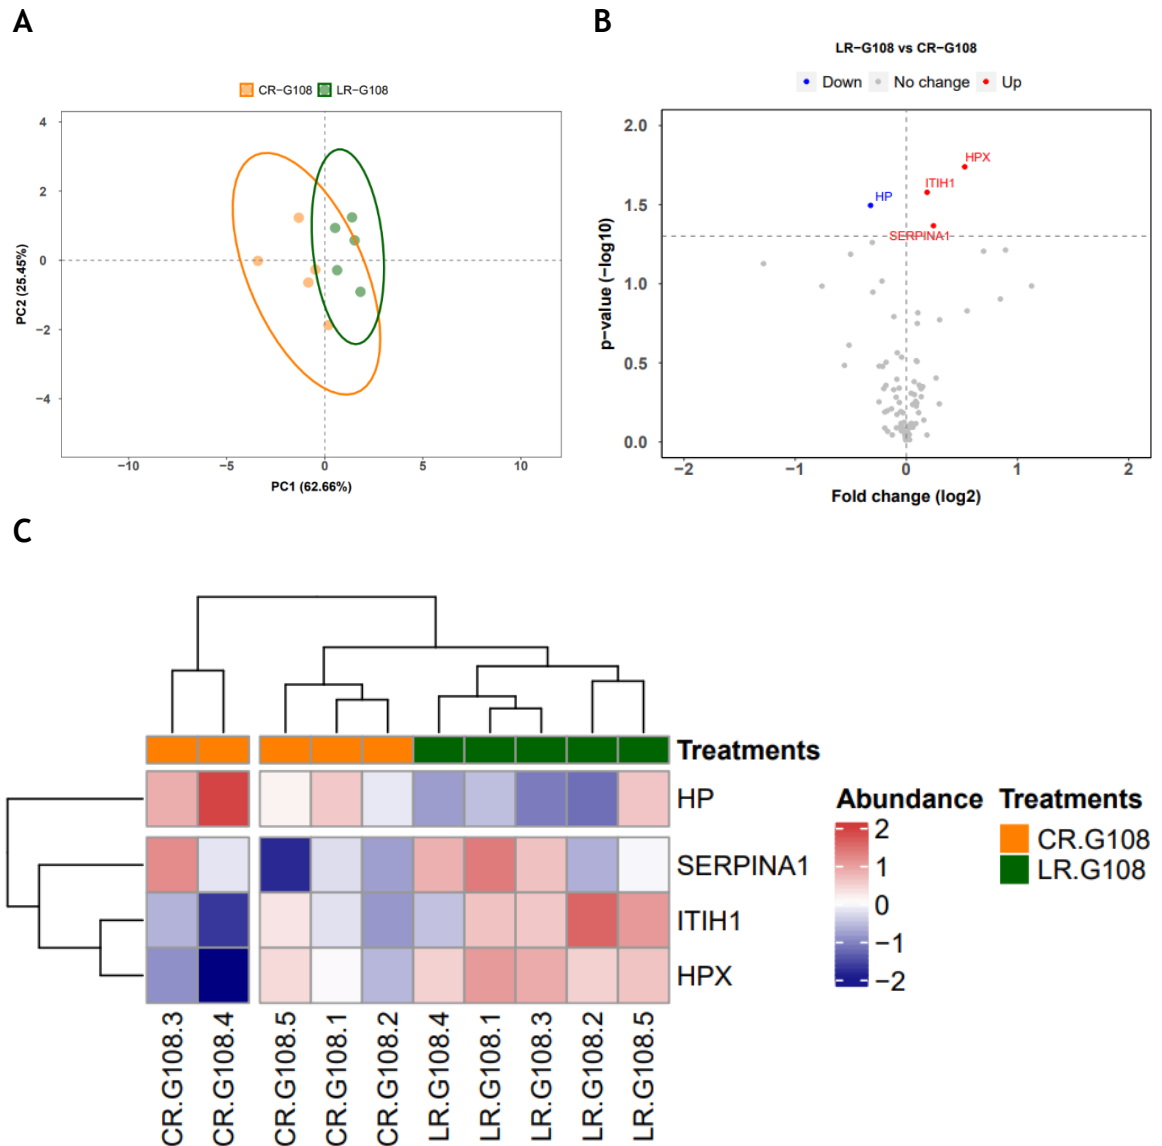 A
CR−G108 LR−G108
4
2
0
−2
−4
PC2 (25.45%)
−10 −5 0 5 10
PC1 (62.66%)
B
LR−G108 vs CR−G108
Down No change Up
2.0
1.5
1.0
0.5
0.0
p−value (−log10)
HPX
ITIH1
HP
SERPINA1
−2 −1 0 1 2
Fold change (log2)
C
Treatments
HP
SERPINA1
ITIH1
HPX
CR.G108.3
CR.G108.4
CR.G108.5
CR.G108.1
CR.G108.2
LR.G108.4
LR.G108.1
LR.G108.3
LR.G108.2
LR.G108.5
Abundance
2
1
0
−1
−2
Treatments
CR.G108
LR.G108